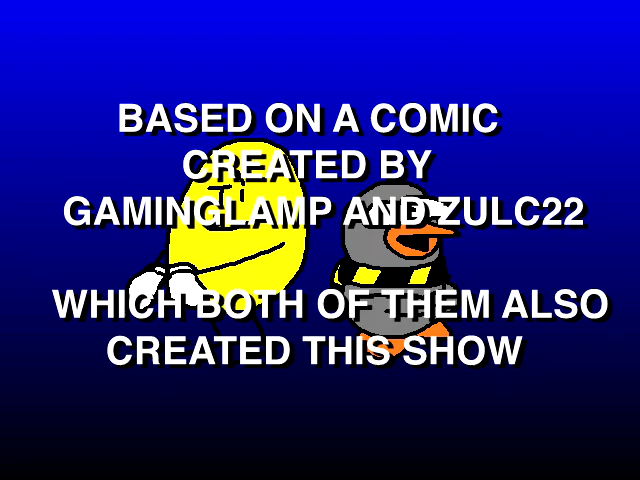 BASED ON A COMIC
CREATED BY
GAMINGLAMP AND ZULC22
WHICH BOTH OF THEM ALSO
CREATED THIS SHOW